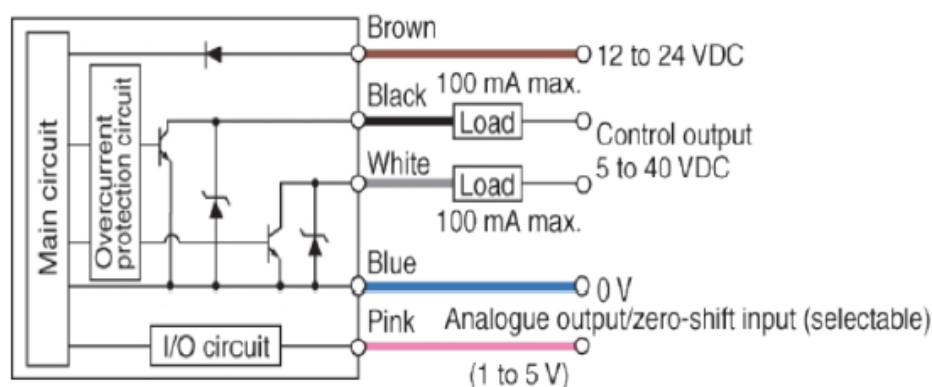 Brown
12 to 24 VDC
100 mA max.
Black
Load
Control output
5 to 40 VDC
White
Load
100 mA max.
Main circuit
Overcurrent
protection circuit
Blue
0 V
Pink
Analogue output/zero-shift input (selectable)
I/O circuit
(1 to 5 V)